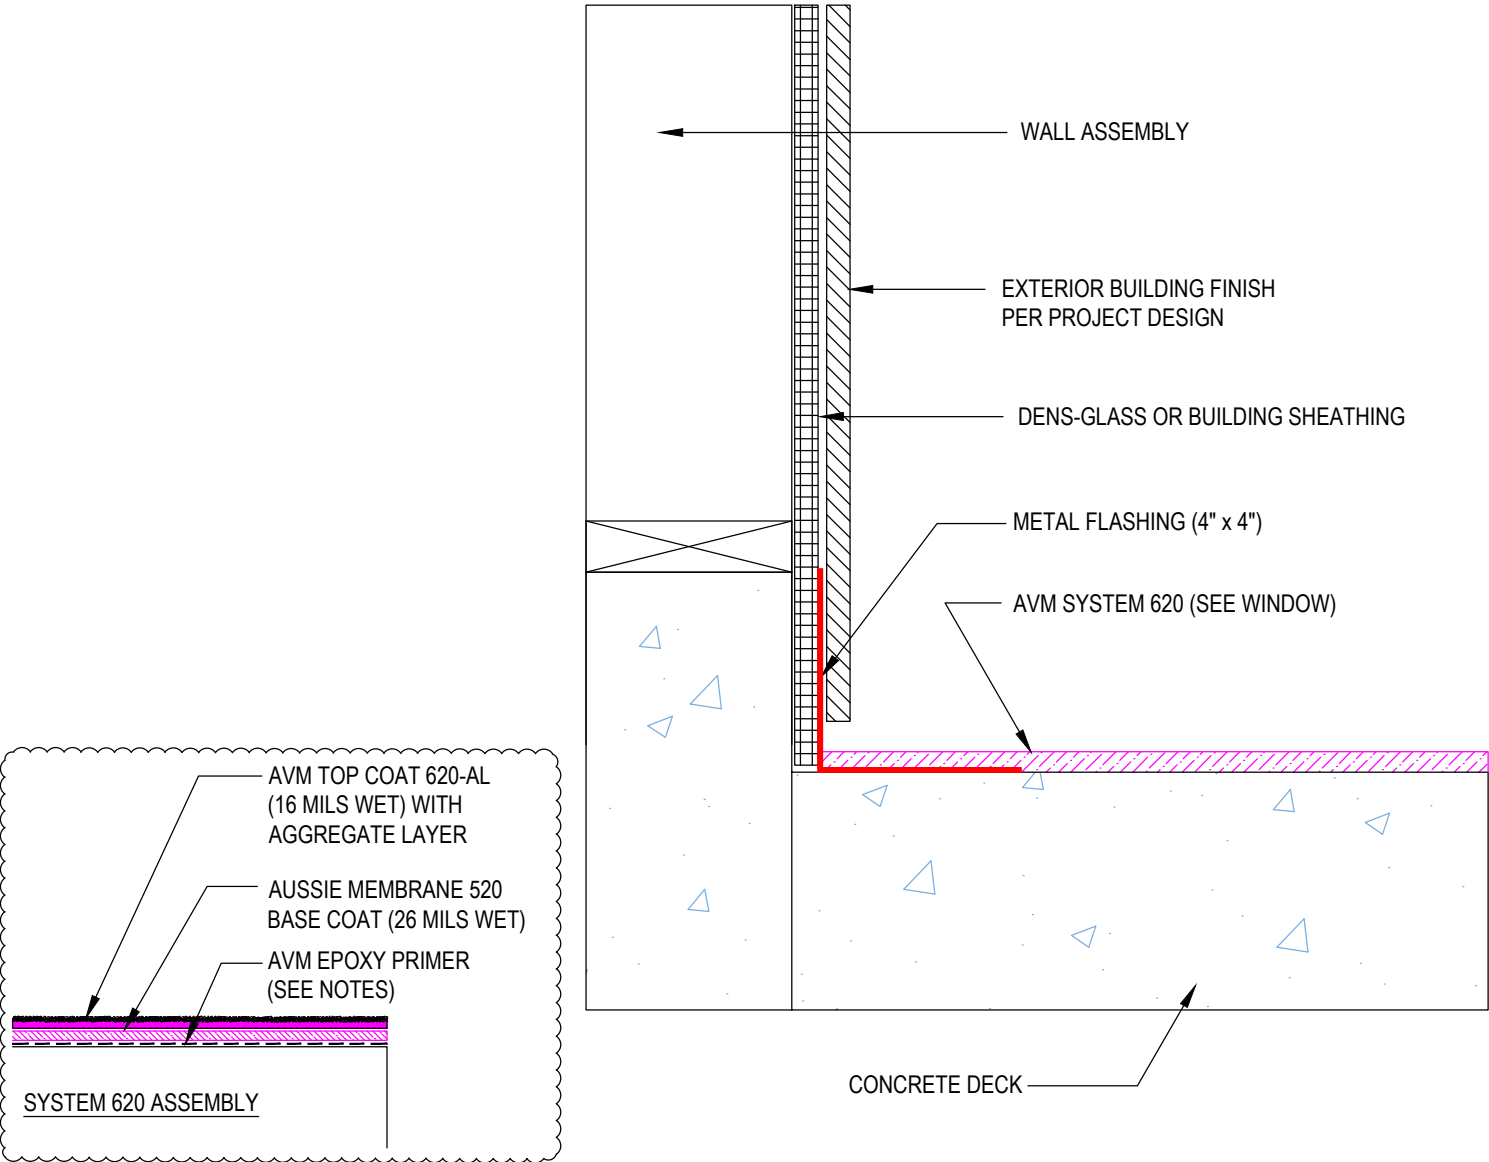 WALL ASSEMBLY
EXTERIOR BUILDING FINISH
PER PROJECT DESIGN
DENS-GLASS OR BUILDING SHEATHING
METAL FLASHING (4" x 4")
AVM SYSTEM 620 (SEE WINDOW)
AVM TOP COAT 620-AL
(16 MILS WET) WITH
AGGREGATE LAYER
AUSSIE MEMBRANE 520
BASE COAT (26 MILS WET)
AVM EPOXY PRIMER
(SEE NOTES)
SYSTEM 620 ASSEMBLY
CONCRETE DECK